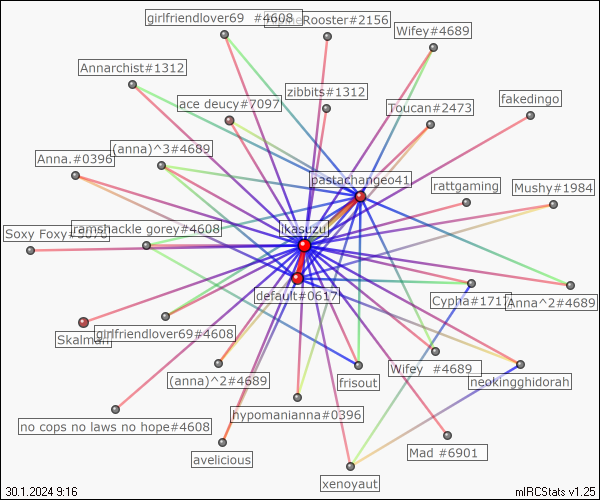 girlfriendlover69 #4608
Rooster#2156
Wifey#4689
Annarchist#1312
zibbits#1312
fakedingo
ace deucy#7097
Toucan#2473
(anna)^3#4689
Anna.#0396
pastachangeo41
rattgaming
Mushy#1984
ramshackle gorey#4608
Ikasuzu
Soxy Foxy
default#0617
Cypha#1717
Anna^2#4689
Skalman
girlfriendlover69#4608
Wifey #4689
(anna)^2#4689
frisout
neokingghidorah
hypomanianna#0396
no cops no laws no hope#4608
avelicious
Mad #6901
xenoyaut
30.1.2024 9:16
mIRCStats v1.25